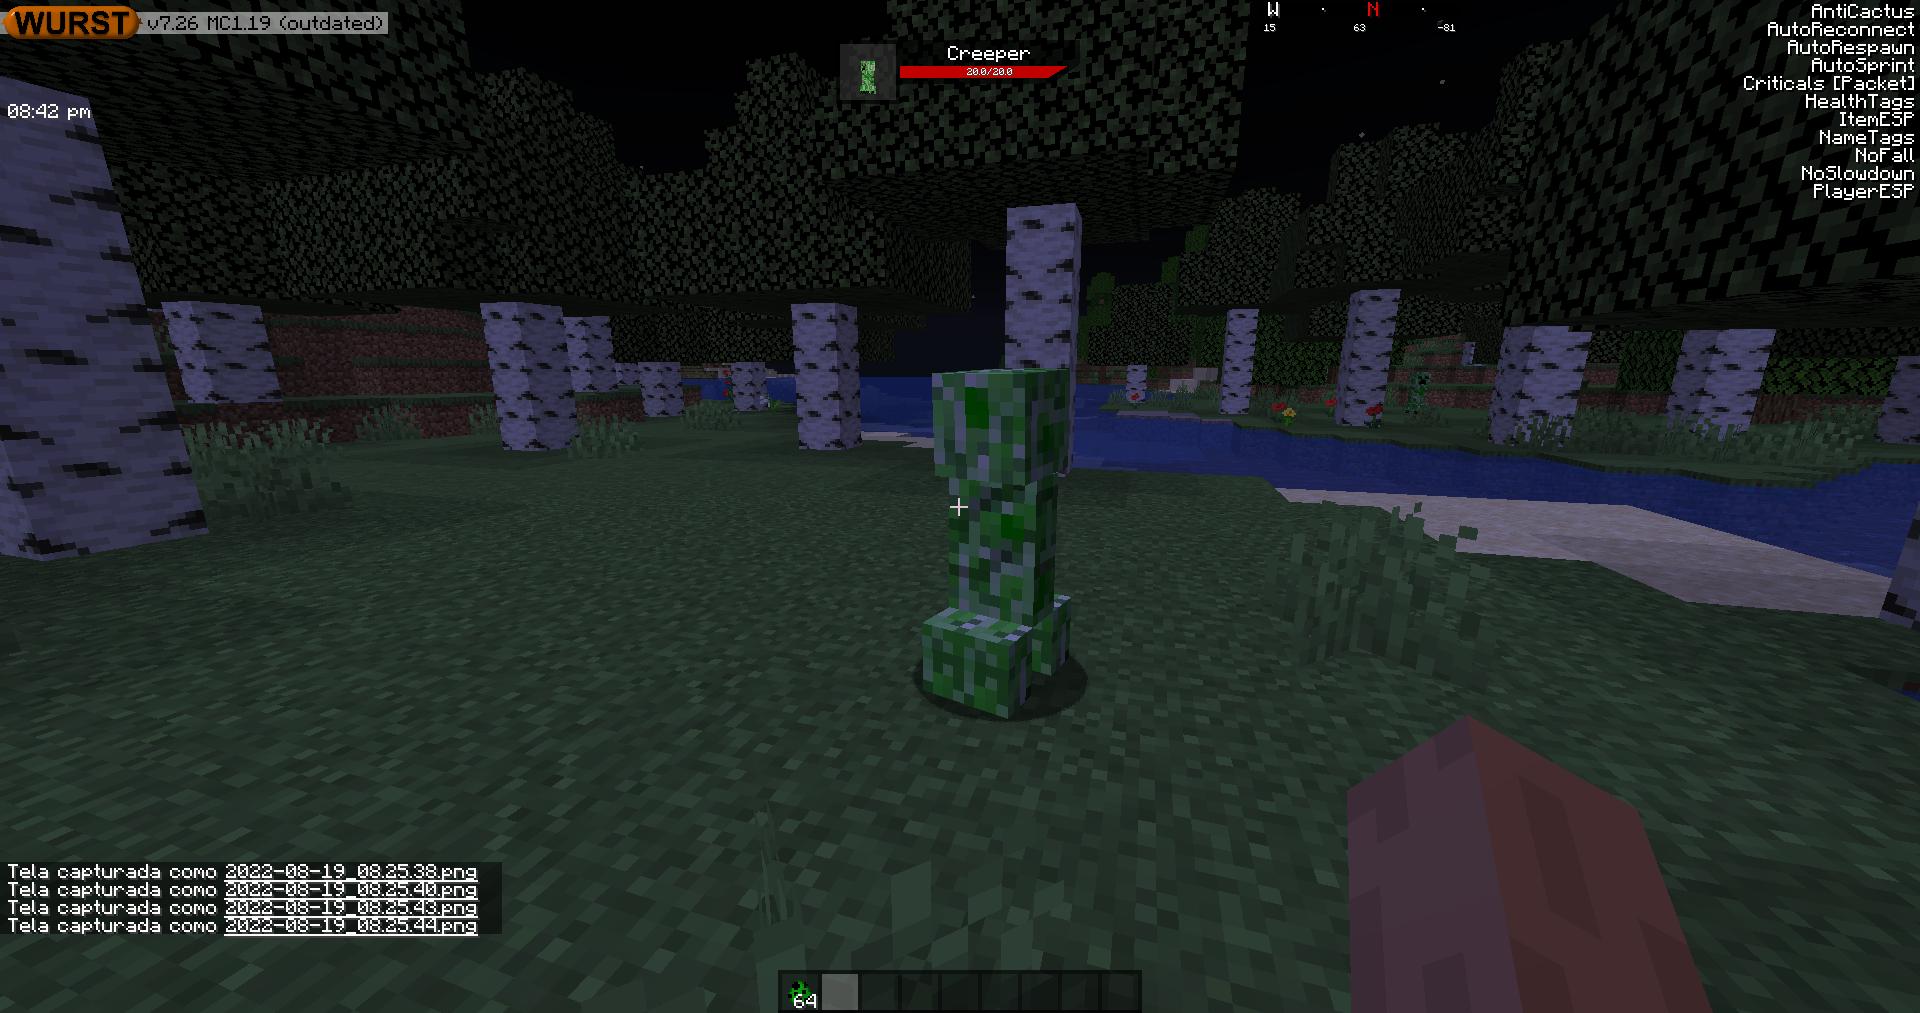 WURST v7.26 MC1.19 (outdated)
08:42 pm
Creeper
20.0/20.0
W · N ·
15 63 -81
AntiCactus
AutoReconnect
AutoRespawn
AutoSprint
Criticals [Packet]
HealthTags
ItemESP
NameTags
NoFall
NoSlowdown
PlayerESP
Tela capturada como 2022-08-19_08.25.38.png
Tela capturada como 2022-08-19_08.25.40.png
Tela capturada como 2022-08-19_08.25.43.png
Tela capturada como 2022-08-19_08.25.44.png
64